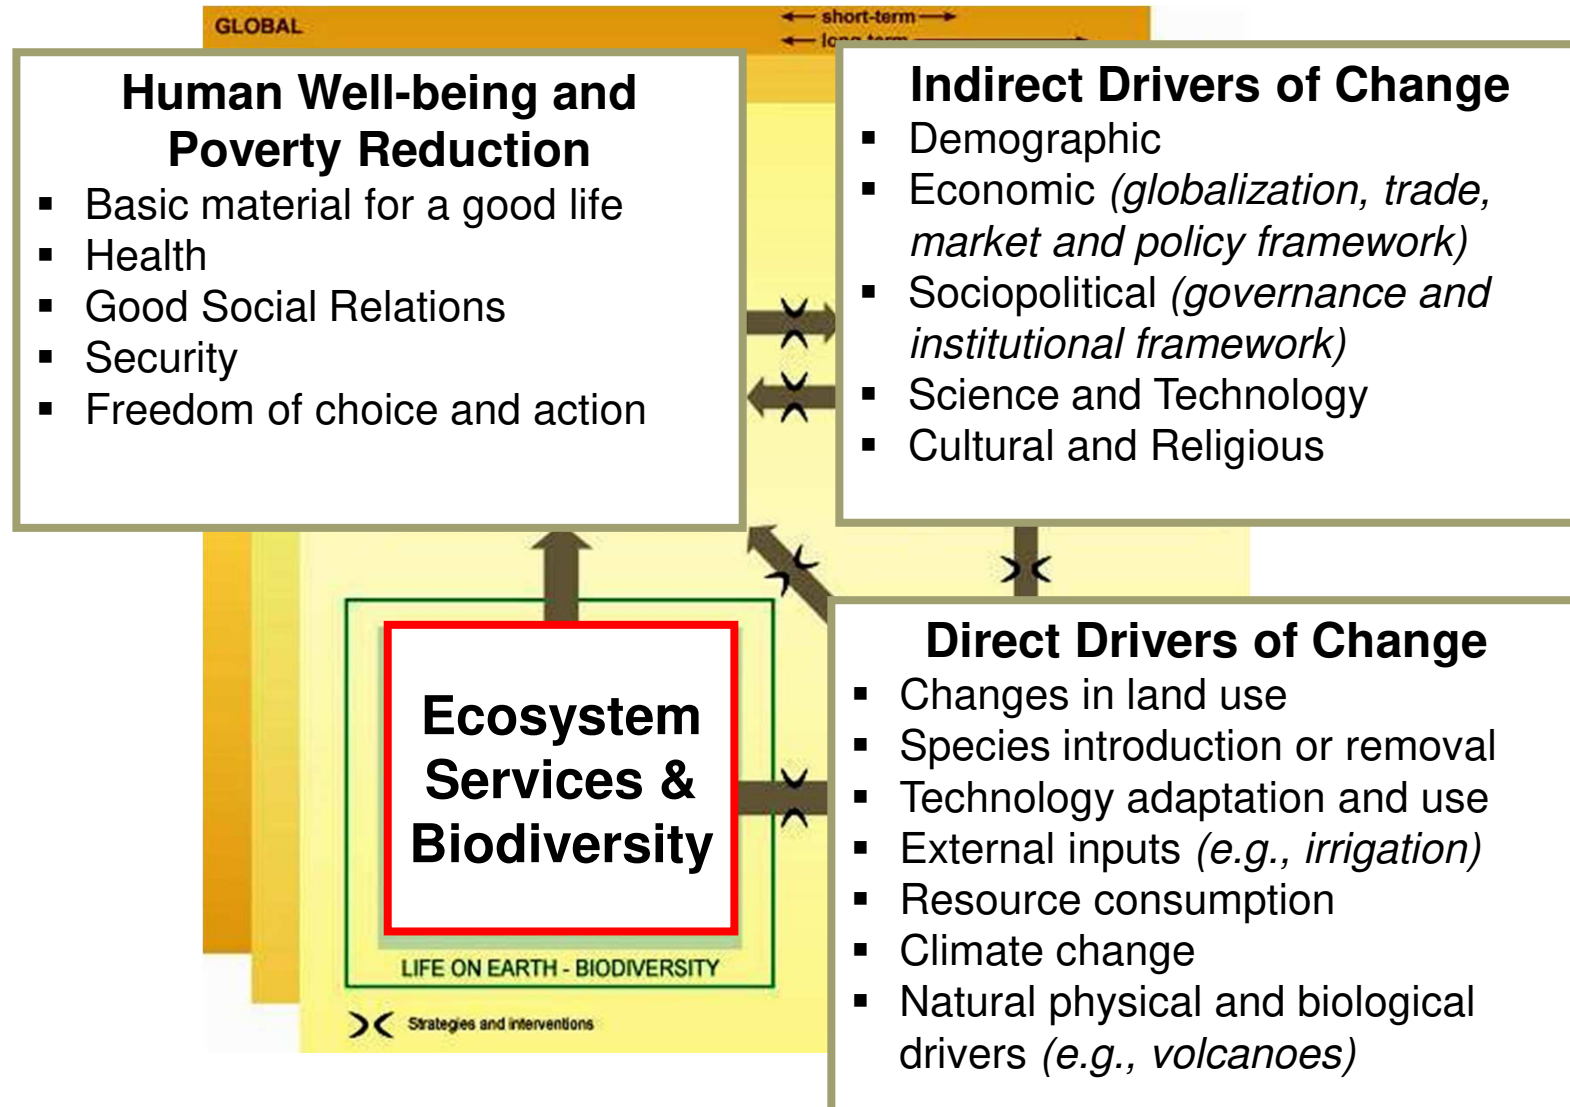 GLOBAL
short-term
long-term
Human Well-being and
Poverty Reduction
▪ Basic material for a good life
▪ Health
▪ Good Social Relations
▪ Security
▪ Freedom of choice and action
Indirect Drivers of Change
▪ Demographic
▪ Economic (globalization, trade,
market and policy framework)
▪ Sociopolitical (governance and
institutional framework)
▪ Science and Technology
▪ Cultural and Religious
Ecosystem
Services &
Biodiversity
LIFE ON EARTH - BIODIVERSITY
Strategies and interventions
Direct Drivers of Change
▪ Changes in land use
▪ Species introduction or removal
▪ Technology adaptation and use
▪ External inputs (e.g., irrigation)
▪ Resource consumption
▪ Climate change
▪ Natural physical and biological
drivers (e.g., volcanoes)